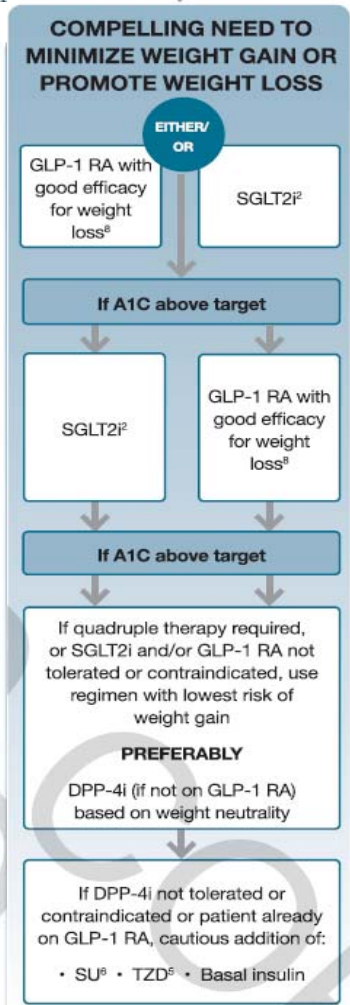 COMPELLING NEED TO
MINIMIZE WEIGHT GAIN OR
PROMOTE WEIGHT LOSS
EITHER/
OR
GLP-1 RA with
good efficacy
for weight
loss⁸
SGLT2i²
If A1C above target
SGLT2i²
GLP-1 RA with
good efficacy
for weight
loss⁸
If A1C above target
If quadruple therapy required,
or SGLT2i and/or GLP-1 RA not
tolerated or contraindicated, use
regimen with lowest risk of
weight gain
PREFERABLY
DPP-4i (if not on GLP-1 RA)
based on weight neutrality
If DPP-4i not tolerated or
contraindicated or patient already
on GLP-1 RA, cautious addition of:
• SU⁶ • TZD⁵ • Basal insulin